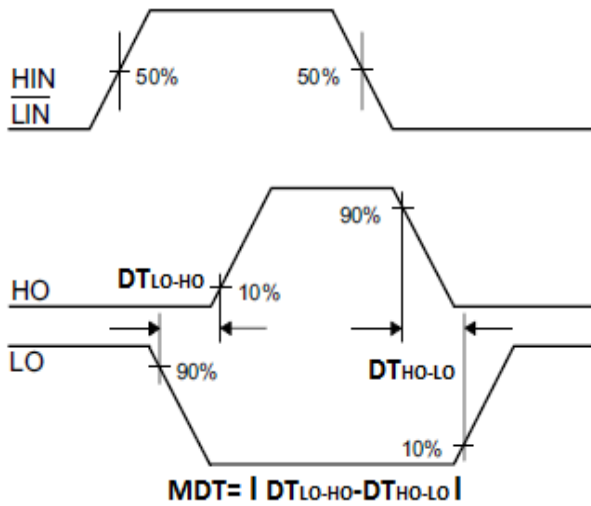 HIN
LIN
50%
50%
90%
DTLO-HO
HO
10%
LO
90%
DTHO-LO
10%
MDT= | DTLO-HO-DTHO-LO |